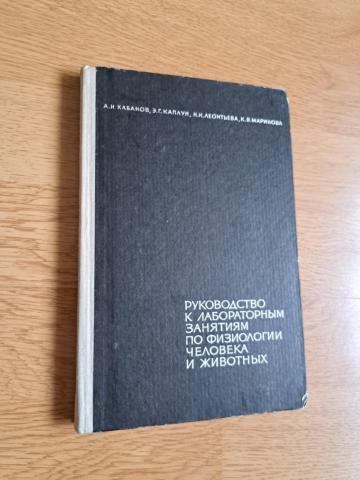 А.Н. КАБАНОВ, Э.Г. КАПЛУН, Н.Н. ЛЕОНТЬЕВА, К.В. МАРИНОВА
РУКОВОДСТВО
К ЛАБОРАТОРНЫМ
ЗАНЯТИЯМ
ПО ФИЗИОЛОГИИ
ЧЕЛОВЕКА
И ЖИВОТНЫХ